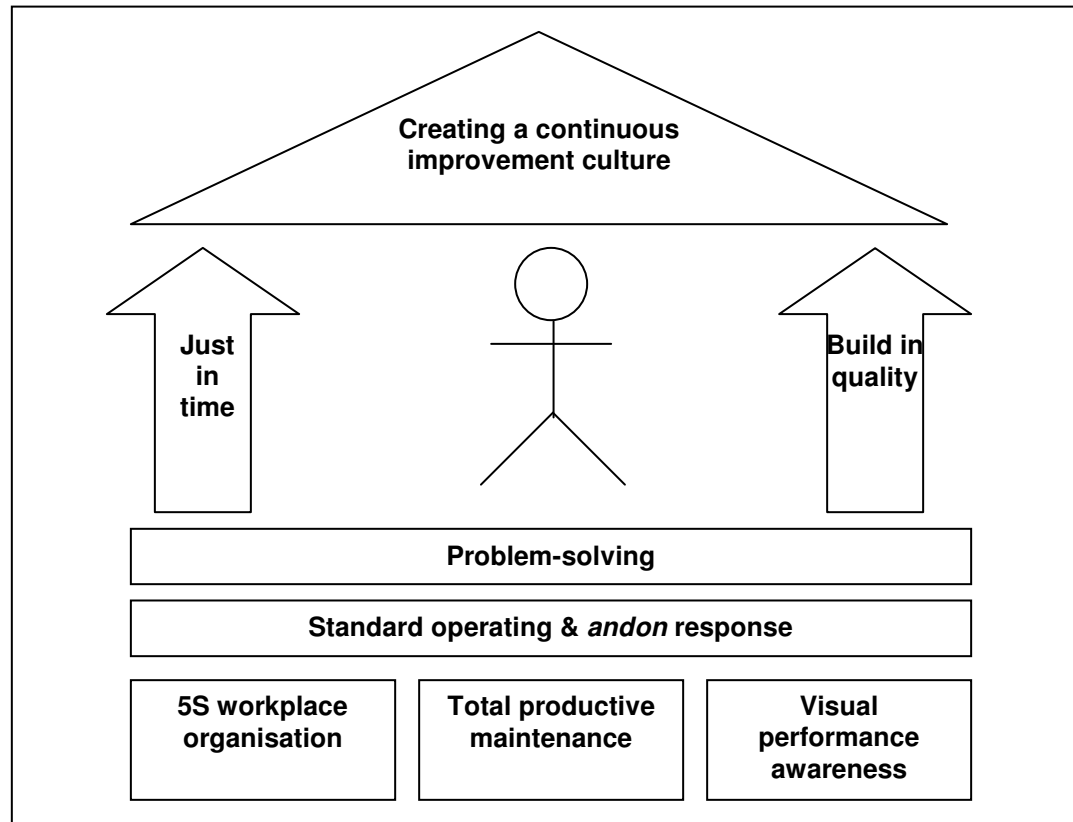 Creating a continuous
improvement culture
Just
in
time
Build in
quality
Problem-solving
Standard operating & andon response
5S workplace
organisation
Total productive
maintenance
Visual
performance
awareness